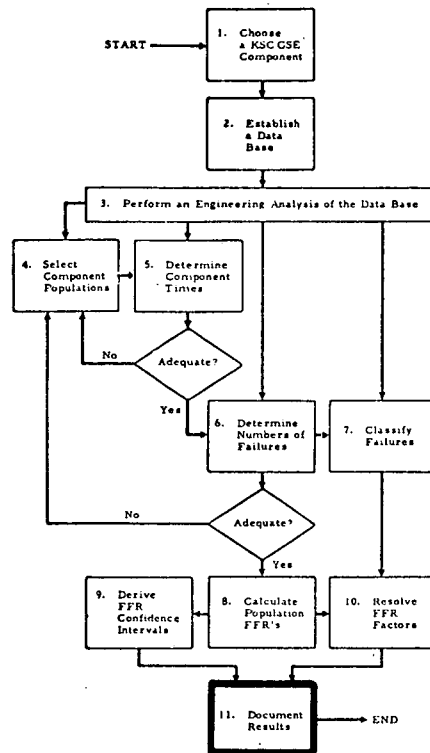 START
1. Choose
a KSC GSE
Component
2. Establish
a Data
Base
3. Perform an Engineering Analysis of the Data Base
4. Select
Component
Populations
5. Determine
Component
Times
No
Adequate?
Yes
6. Determine
Numbers of
Failures
7. Classify
Failures
No
Adequate?
Yes
9. Derive
FFR
Confidence
Intervals
8. Calculate
Population
FFR's
10. Resolve
FFR
Factors
11. Document
Results
END